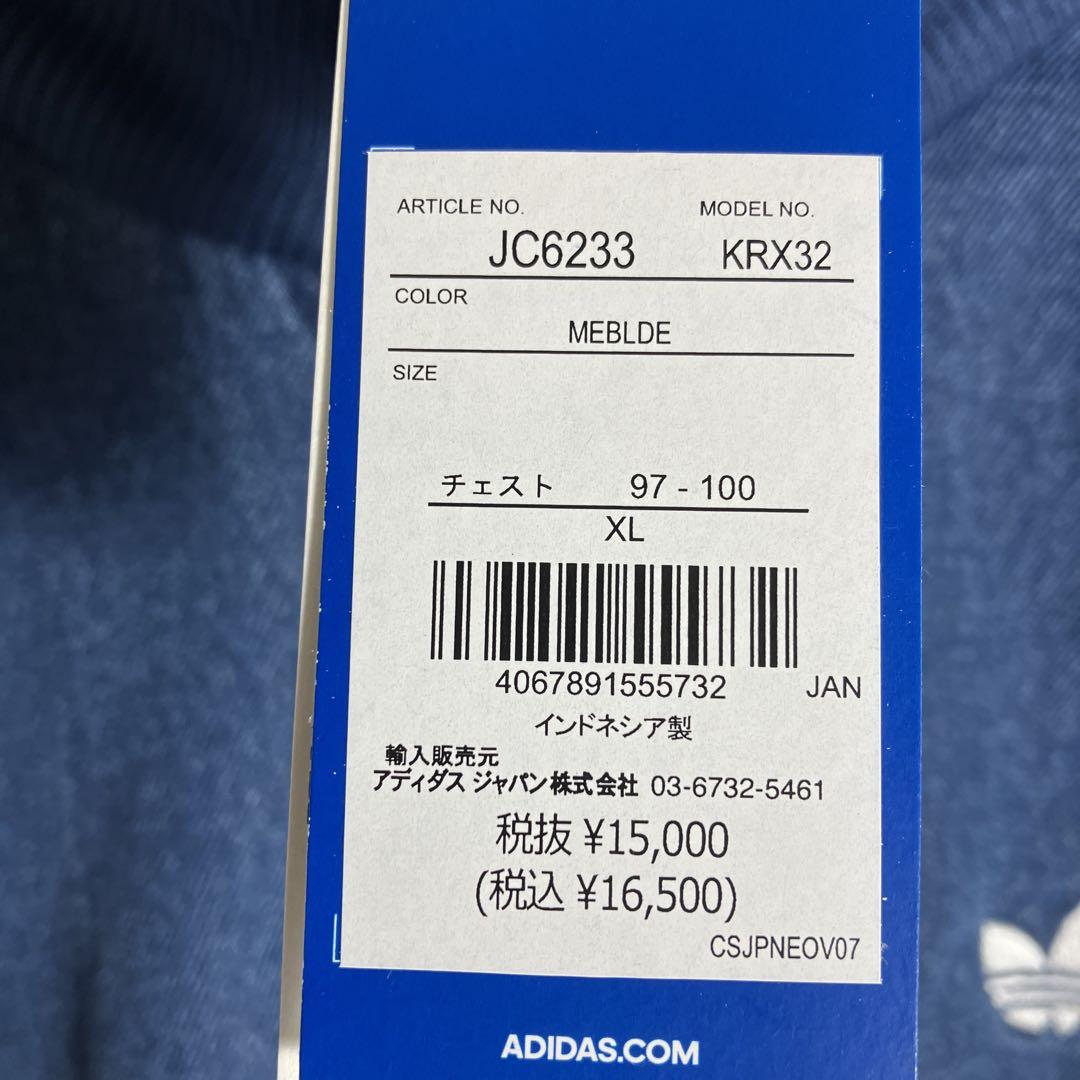 ARTICLE NO. MODEL NO.
JC6233 KRX32
COLOR
MEBLDE
SIZE
チェスト 97 - 100
XL
4067891555732 JAN
インドネシア製
輸入販売元
アディダス ジャパン株式会社 03-6732-5461
税抜 ¥15,000
(税込 ¥16,500)
CSJPNEOV07
ADIDAS.COM